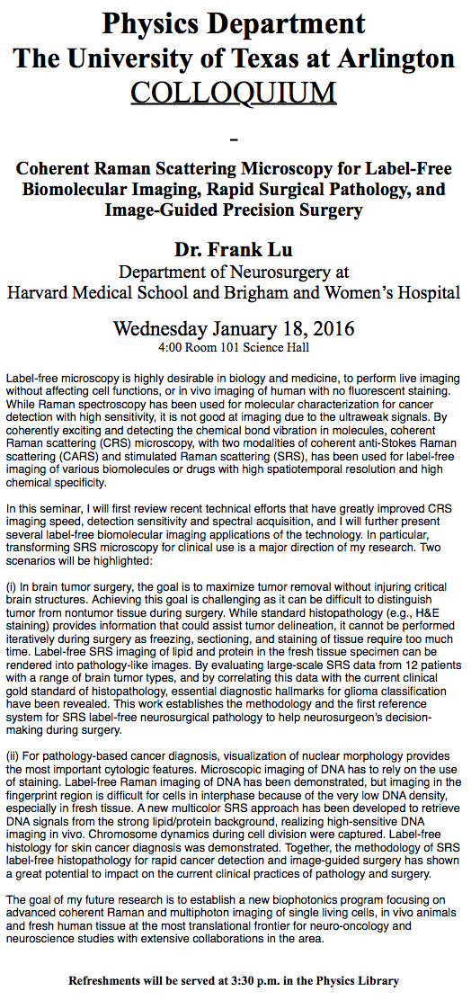 Physics Department
The University of Texas at Arlington
COLLOQUIUM
–
Coherent Raman Scattering Microscopy for Label-Free
Biomolecular Imaging, Rapid Surgical Pathology, and
Image-Guided Precision Surgery
Dr. Frank Lu
Department of Neurosurgery at
Harvard Medical School and Brigham and Women's Hospital
Wednesday January 18, 2016
4:00 Room 101 Science Hall
Label-free microscopy is highly desirable in biology and medicine, to perform live imaging
without affecting cell functions, or in vivo imaging of human with no fluorescent staining.
While Raman spectroscopy has been used for molecular characterization for cancer
detection with high sensitivity, it is not good at imaging due to the ultraweak signals. By
coherently exciting and detecting the chemical bond vibration in molecules, coherent
Raman scattering (CRS) microscopy, with two modalities of coherent anti-Stokes Raman
scattering (CARS) and stimulated Raman scattering (SRS), has been used for label-free
imaging of various biomolecules or drugs with high spatiotemporal resolution and high
chemical specificity.
In this seminar, I will first review recent technical efforts that have greatly improved CRS
imaging speed, detection sensitivity and spectral acquisition, and I will further present
several label-free biomolecular imaging applications of the technology. In particular,
transforming SRS microscopy for clinical use is a major direction of my research. Two
scenarios will be highlighted:
(i) In brain tumor surgery, the goal is to maximize tumor removal without injuring critical
brain structures. Achieving this goal is challenging as it can be difficult to distinguish
tumor from nontumor tissue during surgery. While standard histopathology (e.g., H&E
staining) provides information that could assist tumor delineation, it cannot be performed
iteratively during surgery as freezing, sectioning, and staining of tissue require too much
time. Label-free SRS imaging of lipid and protein in the fresh tissue specimen can be
rendered into pathology-like images. By evaluating large-scale SRS data from 12 patients
with a range of brain tumor types, and by correlating this data with the current clinical
gold standard of histopathology, essential diagnostic hallmarks for glioma classification
have been revealed. This work establishes the methodology and the first reference
system for SRS label-free neurosurgical pathology to help neurosurgeon's decision-
making during surgery.
(ii) For pathology-based cancer diagnosis, visualization of nuclear morphology provides
the most important cytologic features. Microscopic imaging of DNA has to rely on the use
of staining. Label-free Raman imaging of DNA has been demonstrated, but imaging in the
fingerprint region is difficult for cells in interphase because of the very low DNA density,
especially in fresh tissue. A new multicolor SRS approach has been developed to retrieve
DNA signals from the strong lipid/protein background, realizing high-sensitive DNA
imaging in vivo. Chromosome dynamics during cell division were captured. Label-free
histology for skin cancer diagnosis was demonstrated. Together, the methodology of SRS
label-free histopathology for rapid cancer detection and image-guided surgery has shown
a great potential to impact on the current clinical practices of pathology and surgery.
The goal of my future research is to establish a new biophotonics program focusing on
advanced coherent Raman and multiphoton imaging of single living cells, in vivo animals
and fresh human tissue at the most translational frontier for neuro-oncology and
neuroscience studies with extensive collaborations in the area.
Refreshments will be served at 3:30 p.m. in the Physics Library